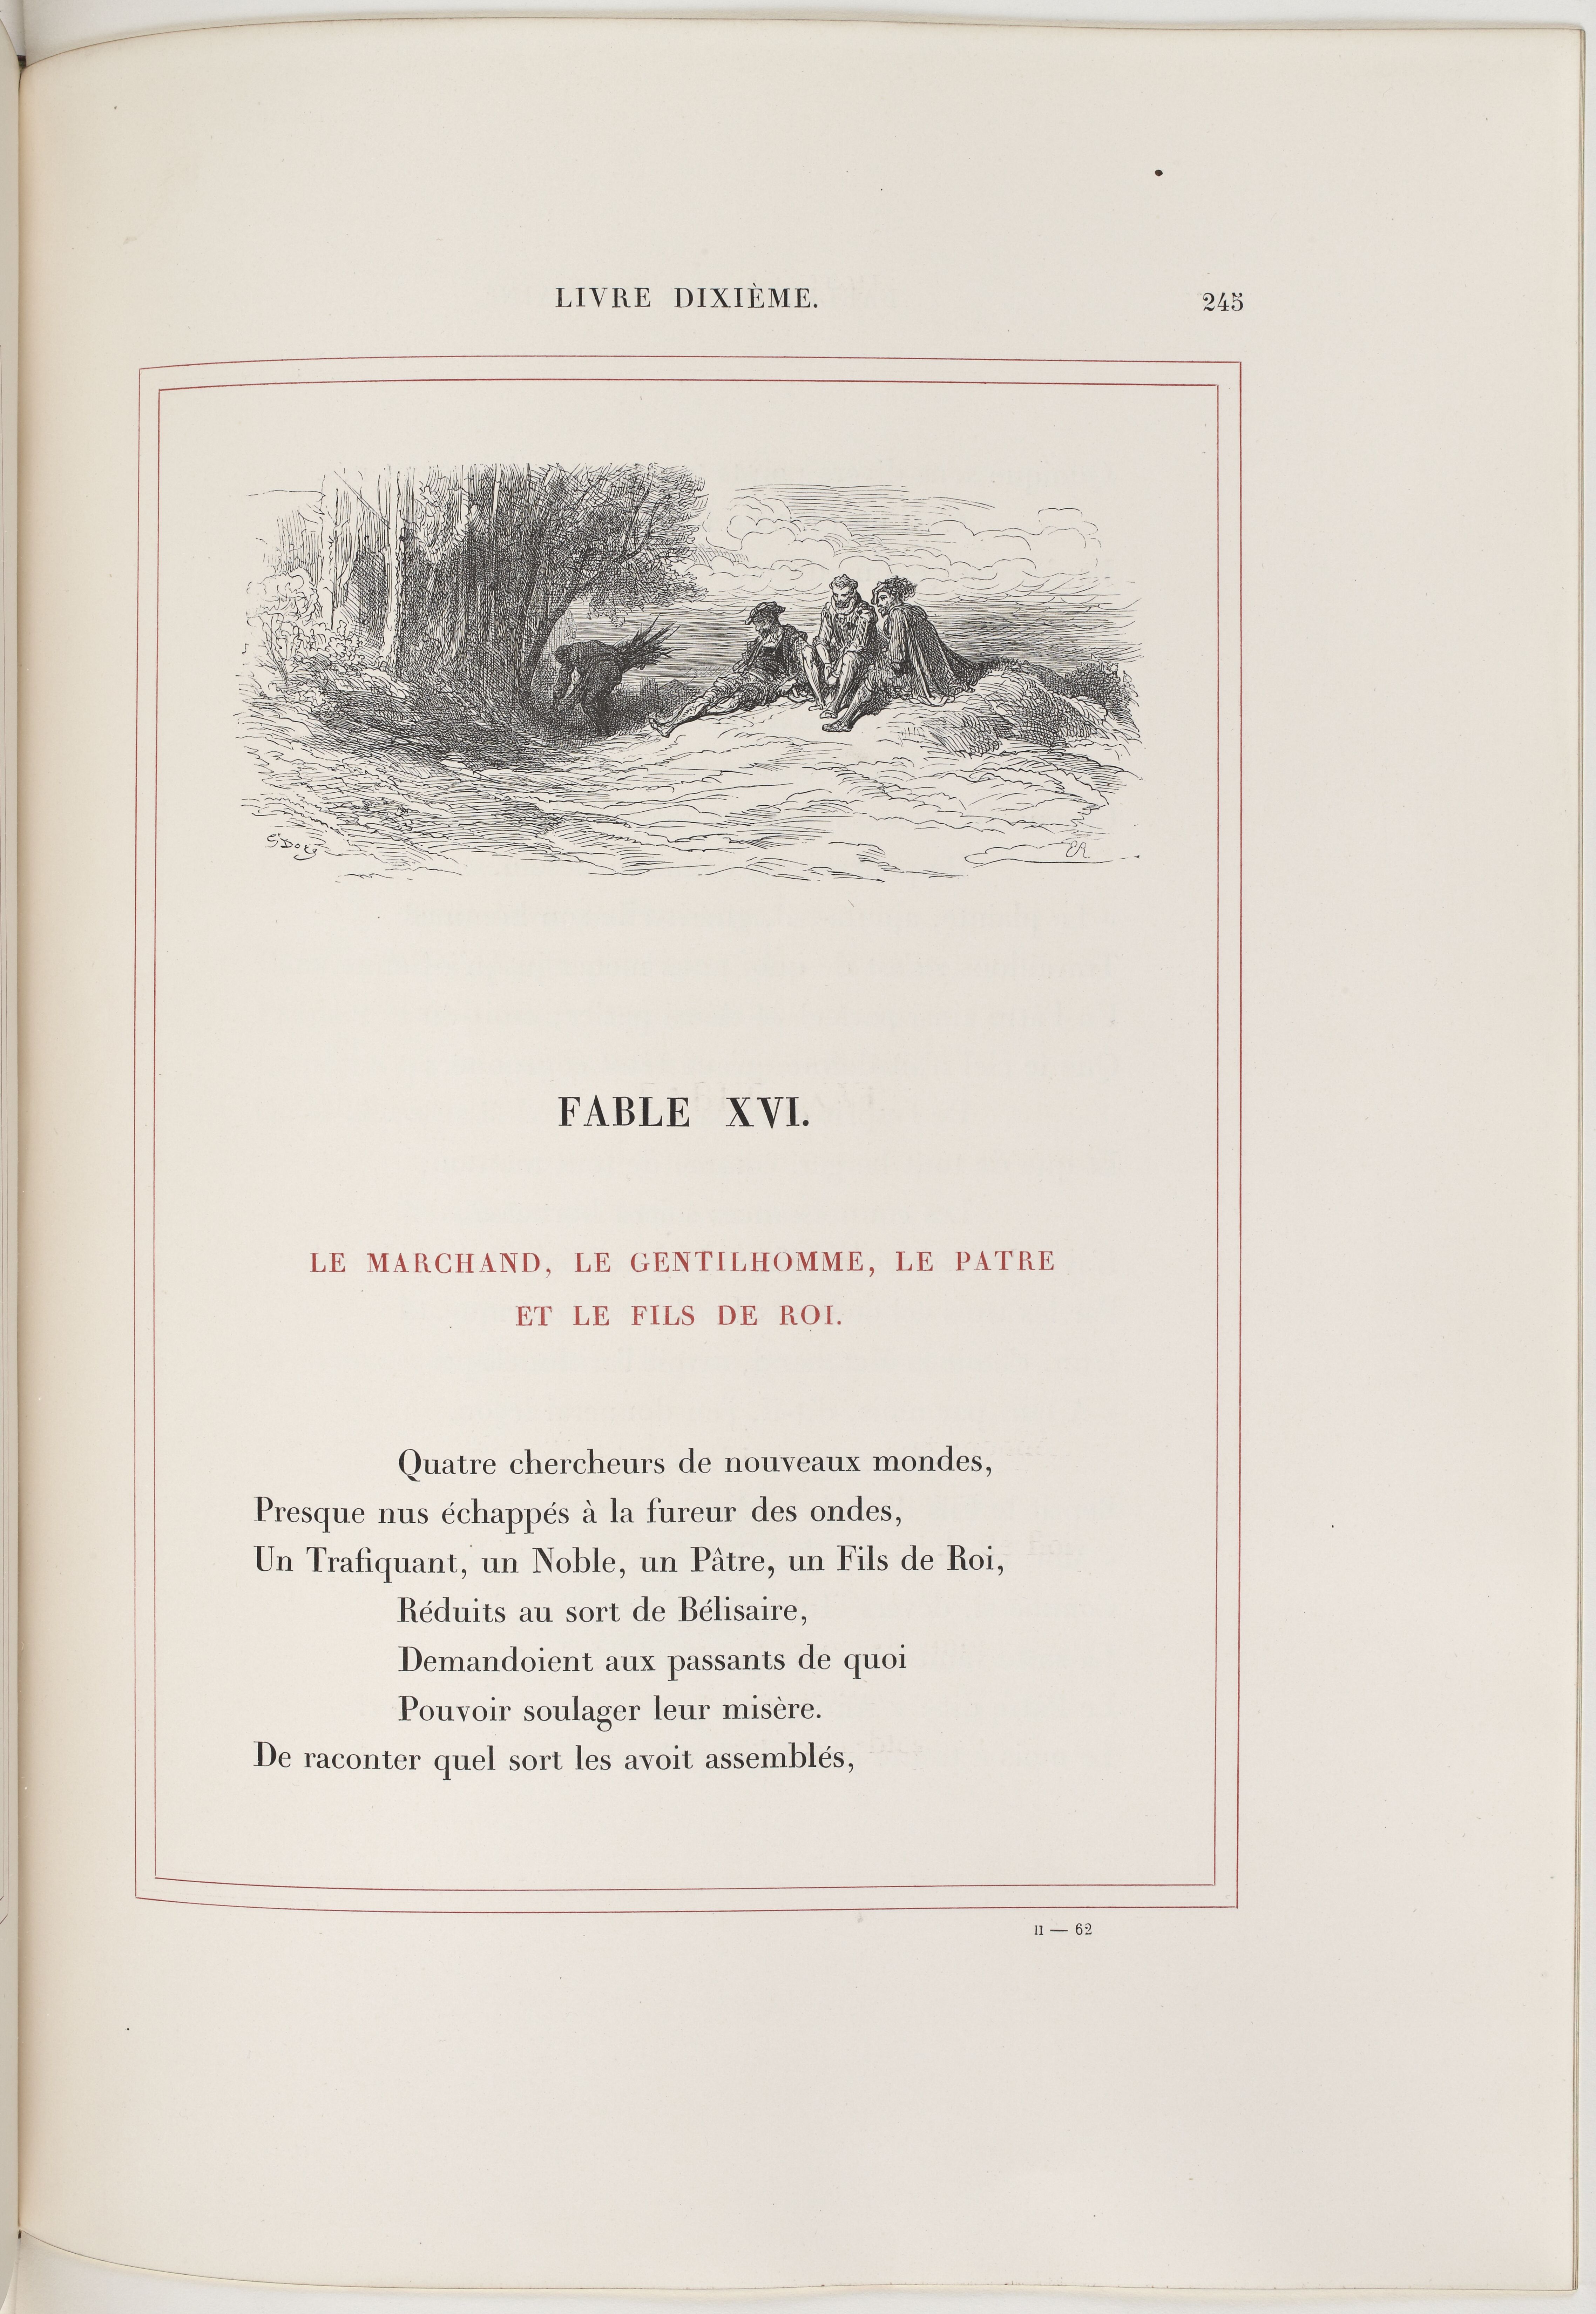 LIVRE DIXIÈME. 245
G Doré
FABLE XVI.
LE MARCHAND, LE GENTILHOMME, LE PATRE
ET LE FILS DE ROI.
Quatre chercheurs de nouveaux mondes,
Presque nus échappés à la fureur des ondes,
Un Trafiquant, un Noble, un Pâtre, un Fils de Roi,
Réduits au sort de Bélisaire,
Demandoient aux passants de quoi
Pouvoir soulager leur misère.
De raconter quel sort les avoit assemblés,
II — 62